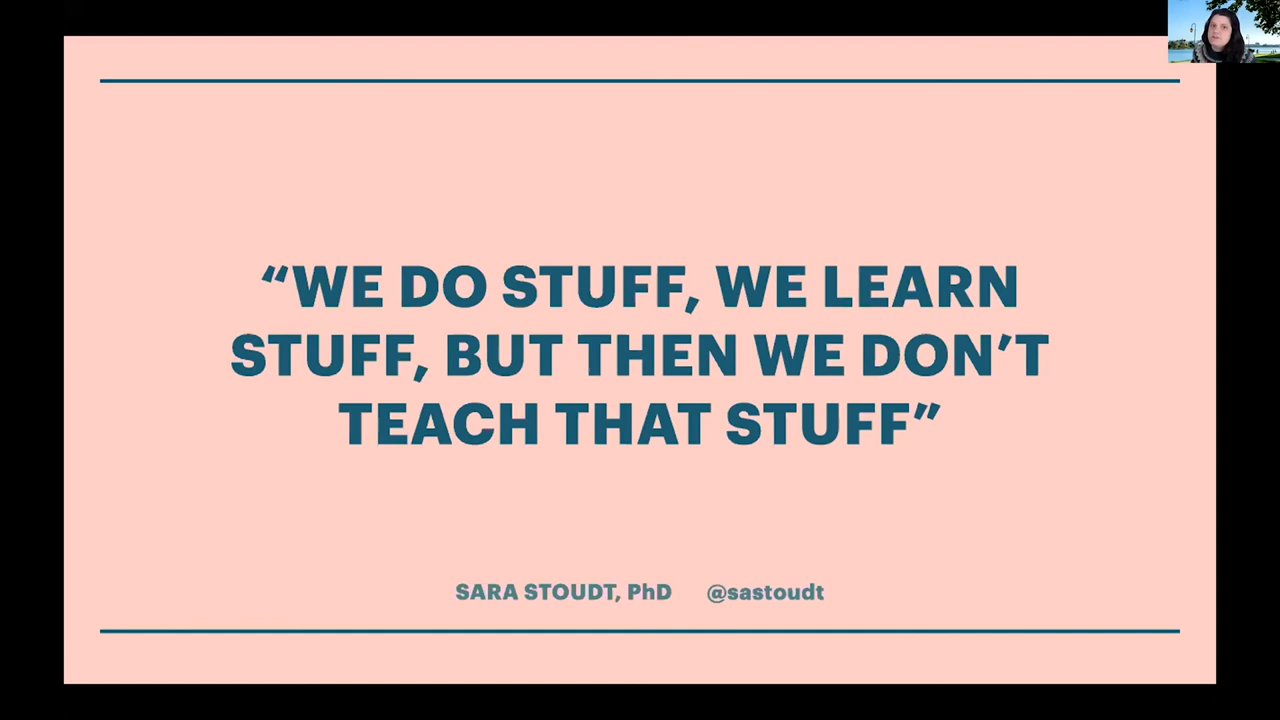 “WE DO STUFF, WE LEARN
STUFF, BUT THEN WE DON’T
TEACH THAT STUFF”
SARA STOUDT, PhD @sastoudt